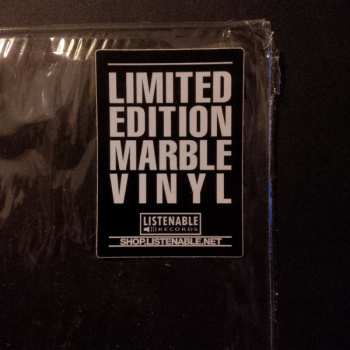 LIMITED
EDITION
MARBLE
VINYL
LISTENABLE
RECORDS
SHOP.LISTENABLE.NET